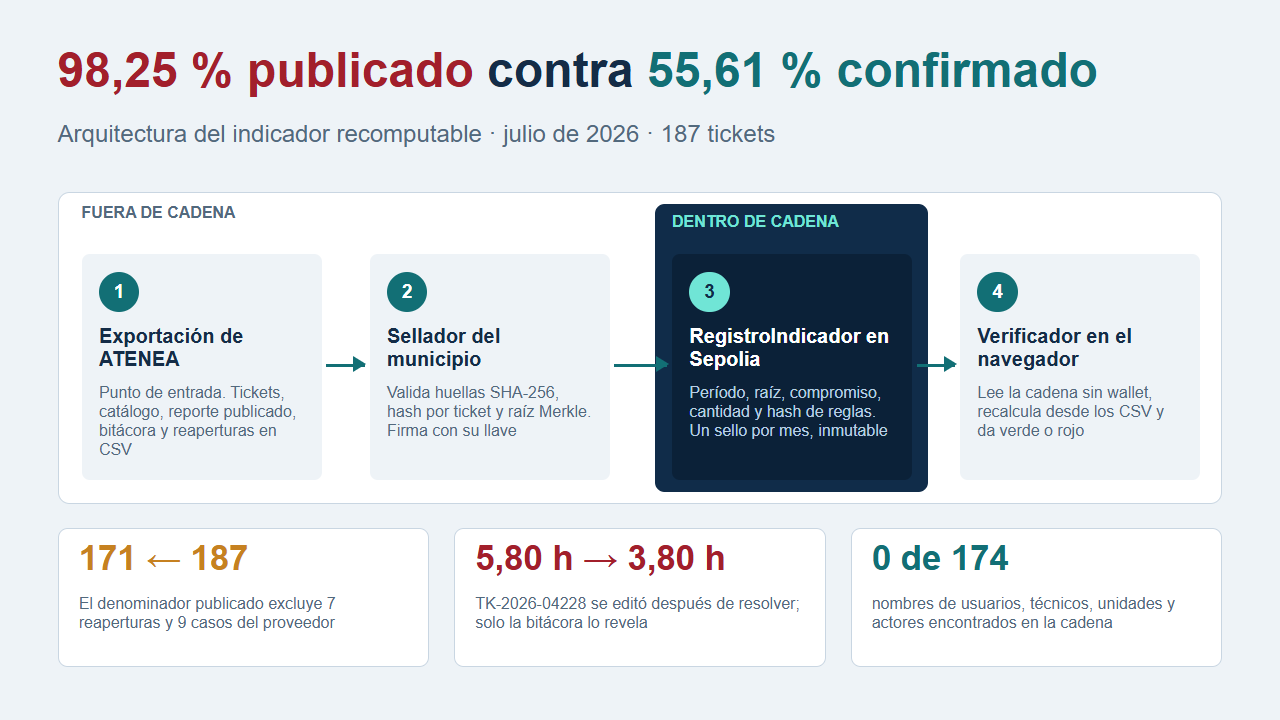 98,25 % publicado contra 55,61 % confirmado
Arquitectura del indicador recomputable · julio de 2026 · 187 tickets
FUERA DE CADENA
DENTRO DE CADENA
1
Exportación de
ATENEA
Punto de entrada. Tickets,
catálogo, reporte publicado,
bitácora y reaperturas en
CSV
2
Sellador del
municipio
Valida huellas SHA-256,
hash por ticket y raíz Merkle.
Firma con su llave
3
RegistroIndicador en
Sepolia
Período, raíz, compromiso,
cantidad y hash de reglas.
Un sello por mes, inmutable
4
Verificador en el
navegador
Lee la cadena sin wallet,
recalcula desde los CSV y
da verde o rojo
171 ← 187
El denominador publicado excluye 7
reaperturas y 9 casos del proveedor
5,80 h → 3,80 h
TK-2026-04228 se editó después de resolver;
solo la bitácora lo revela
0 de 174
nombres de usuarios, técnicos, unidades y
actores encontrados en la cadena